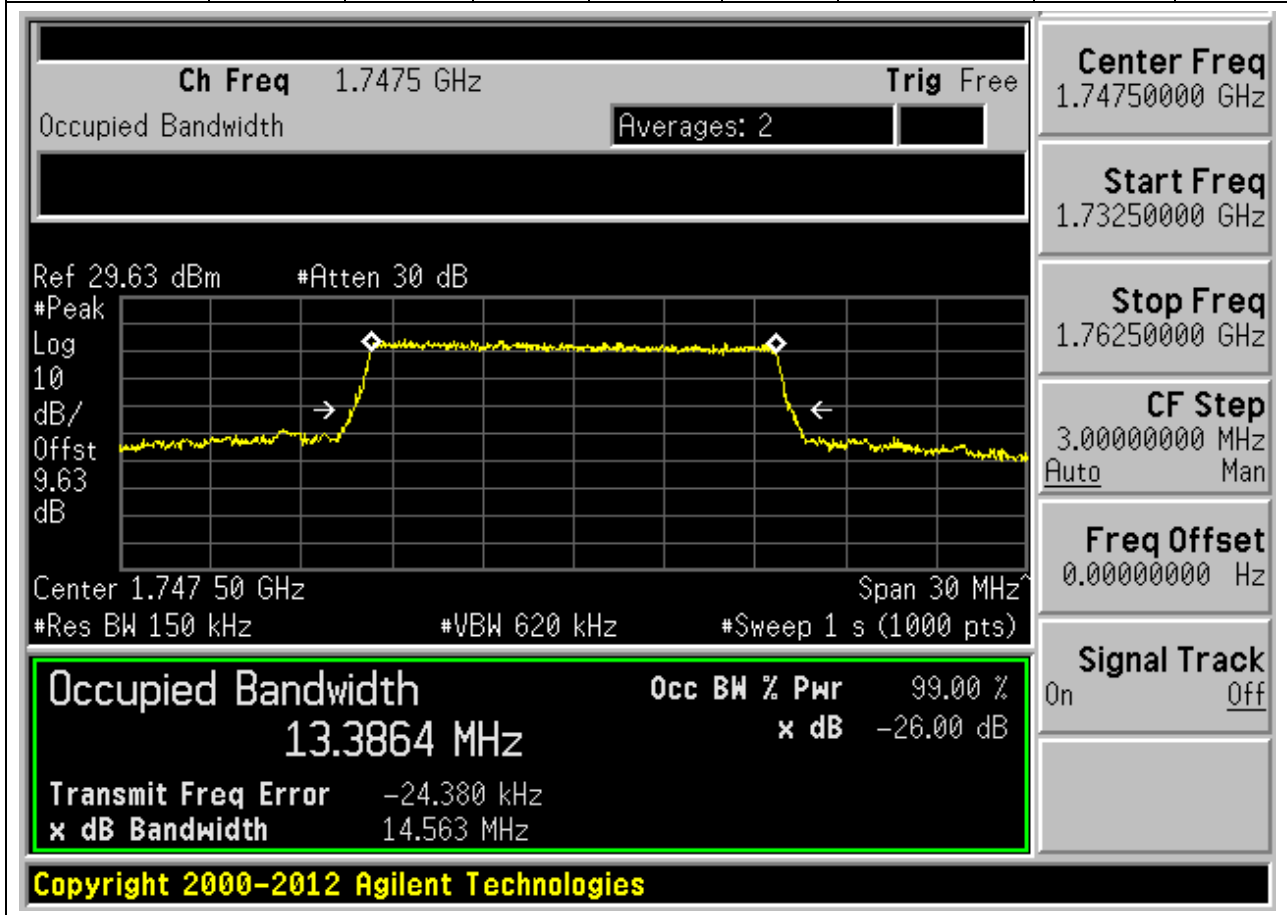 Ch Freq 1.7475 GHz Trig Free
Occupied Bandwidth Averages: 2
Ref 29.63 dBm #Atten 30 dB
#Peak
Log
10
dB/
Offst
9.63
dB
Center 1.747 50 GHz Span 30 MHz^
#Res BW 150 kHz #VBW 620 kHz #Sweep 1 s (1000 pts)
Occupied Bandwidth
13.3864 MHz
Occ BW % Pwr 99.00 %
x dB -26.00 dB
Transmit Freq Error -24.380 kHz
x dB Bandwidth 14.563 MHz
Copyright 2000-2012 Agilent Technologies
Center Freq
1.74750000 GHz
Start Freq
1.73250000 GHz
Stop Freq
1.76250000 GHz
CF Step
3.00000000 MHz
Auto Man
Freq Offset
0.00000000 Hz
Signal Track
On Off